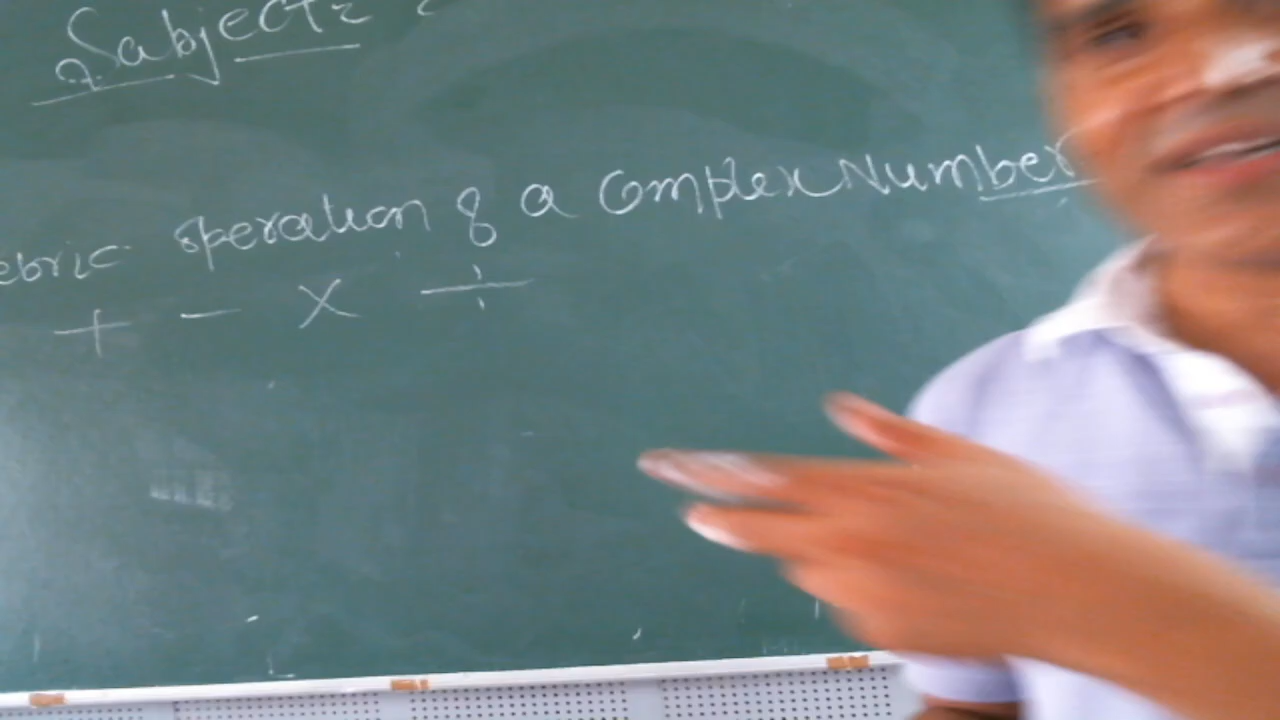 Subject:
ebric operation of a Complex Number
+ - × ÷